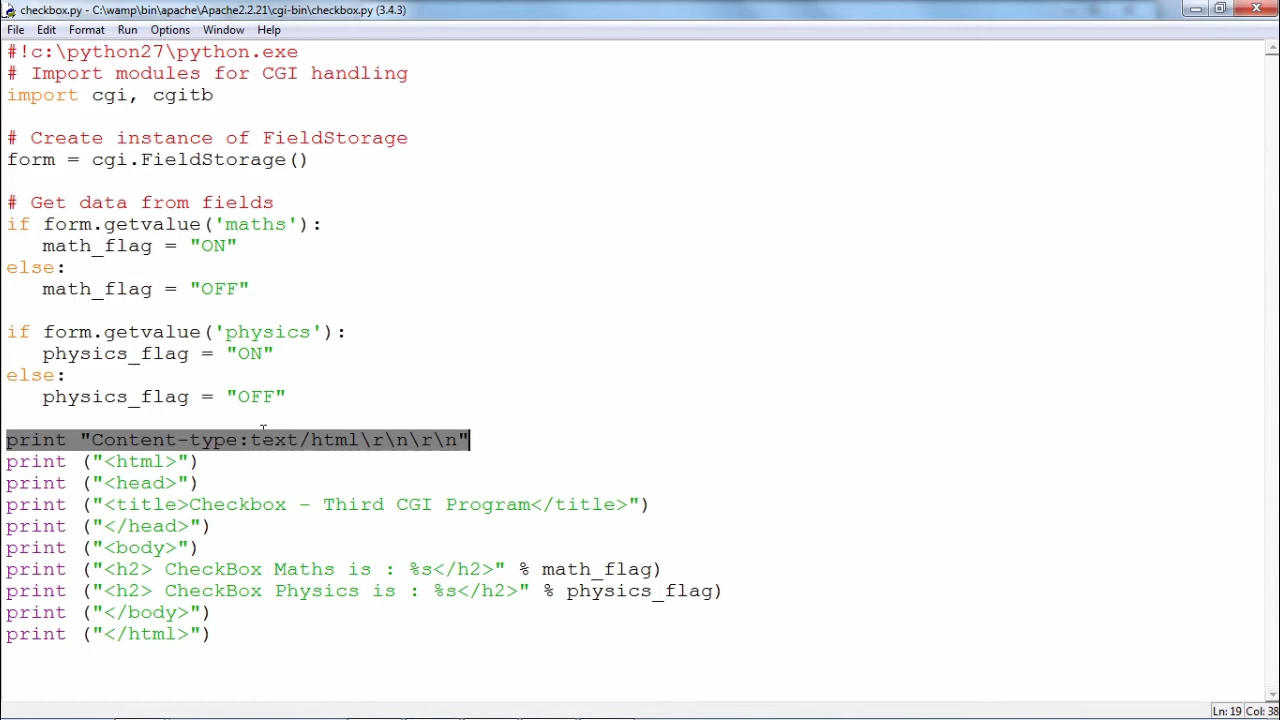 checkbox.py - C:\wamp\bin\apache\Apache2.2.21\cgi-bin\checkbox.py (3.4.3)
File Edit Format Run Options Window Help
#!c:\python27\python.exe
# Import modules for CGI handling
import cgi, cgitb
# Create instance of FieldStorage
form = cgi.FieldStorage()
# Get data from fields
if form.getvalue('maths'):
   math_flag = "ON"
else:
   math_flag = "OFF"
if form.getvalue('physics'):
   physics_flag = "ON"
else:
   physics_flag = "OFF"
print "Content-type:text/html\r\n\r\n"
print ("<html>")
print ("<head>")
print ("<title>Checkbox - Third CGI Program</title>")
print ("</head>")
print ("<body>")
print ("<h2> CheckBox Maths is : %s</h2>" % math_flag)
print ("<h2> CheckBox Physics is : %s</h2>" % physics_flag)
print ("</body>")
print ("</html>")
Ln: 19 Col: 38